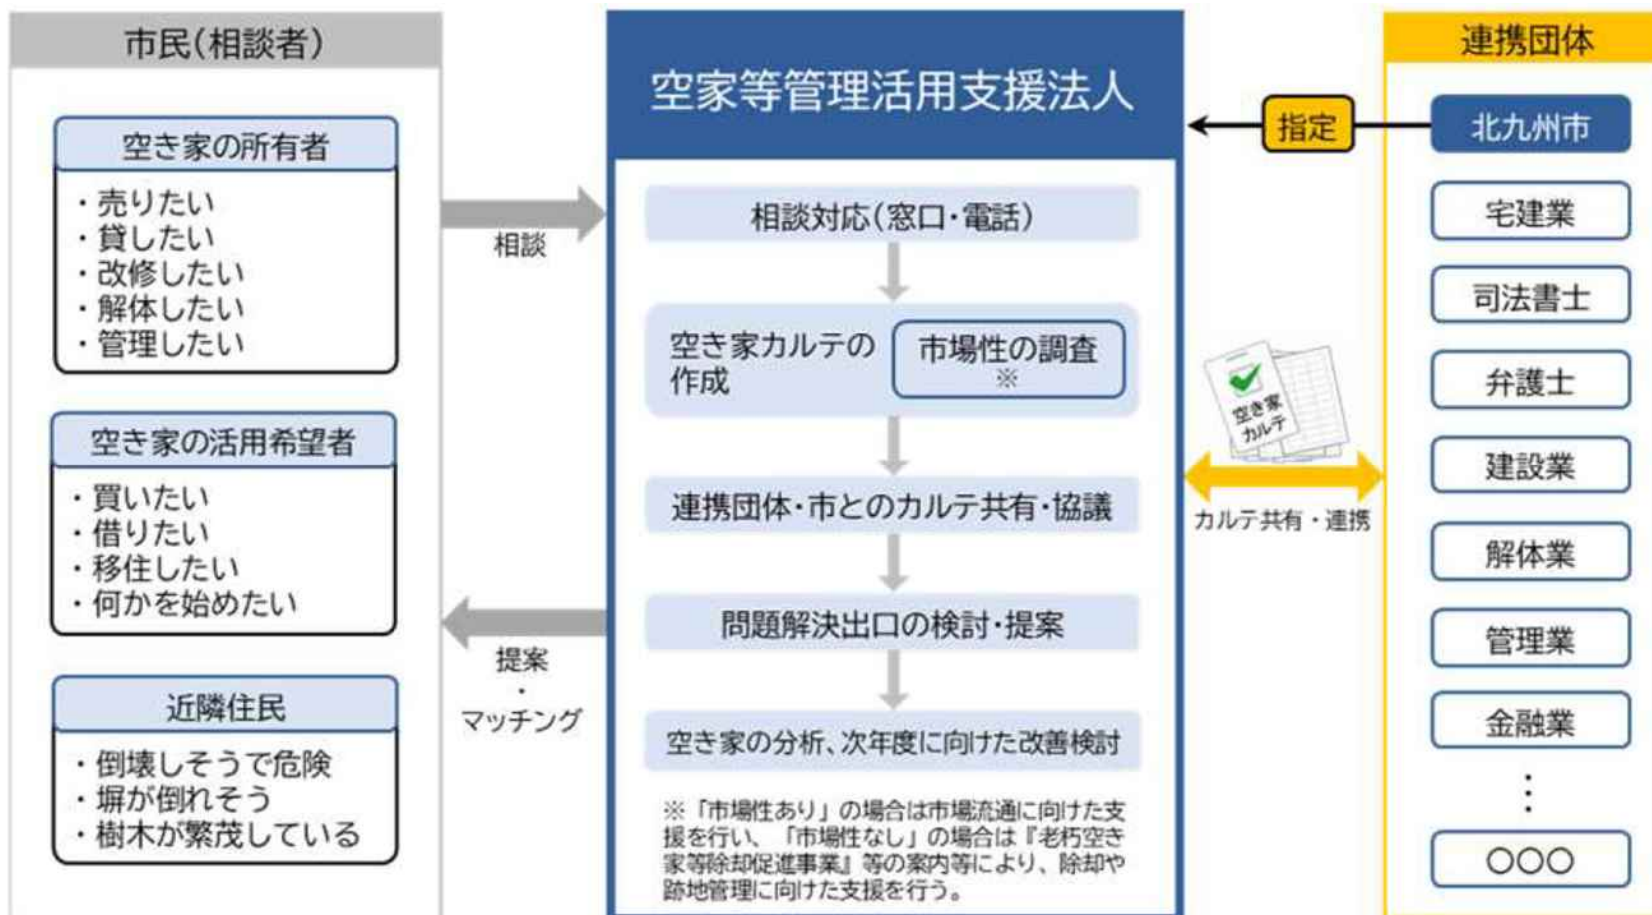 市民(相談者)
空き家の所有者
・売りたい
・貸したい
・改修したい
・解体したい
・管理したい
空き家の活用希望者
・買いたい
・借りたい
・移住したい
・何かを始めたい
近隣住民
・倒壊しそうで危険
・塀が倒れそう
・樹木が繁茂している
相談
提案
・
マッチング
空家等管理活用支援法人
相談対応(窓口・電話)
空き家カルテの
作成
市場性の調査
※
連携団体・市とのカルテ共有・協議
問題解決出口の検討・提案
空き家の分析、次年度に向けた改善検討
※「市場性あり」の場合は市場流通に向けた支
援を行い、「市場性なし」の場合は『老朽空き
家等除却促進事業』等の案内等により、除却や
跡地管理に向けた支援を行う。
指定
空き家
カルテ
カルテ共有・連携
連携団体
北九州市
宅建業
司法書士
弁護士
建設業
解体業
管理業
金融業
⋮
○○○